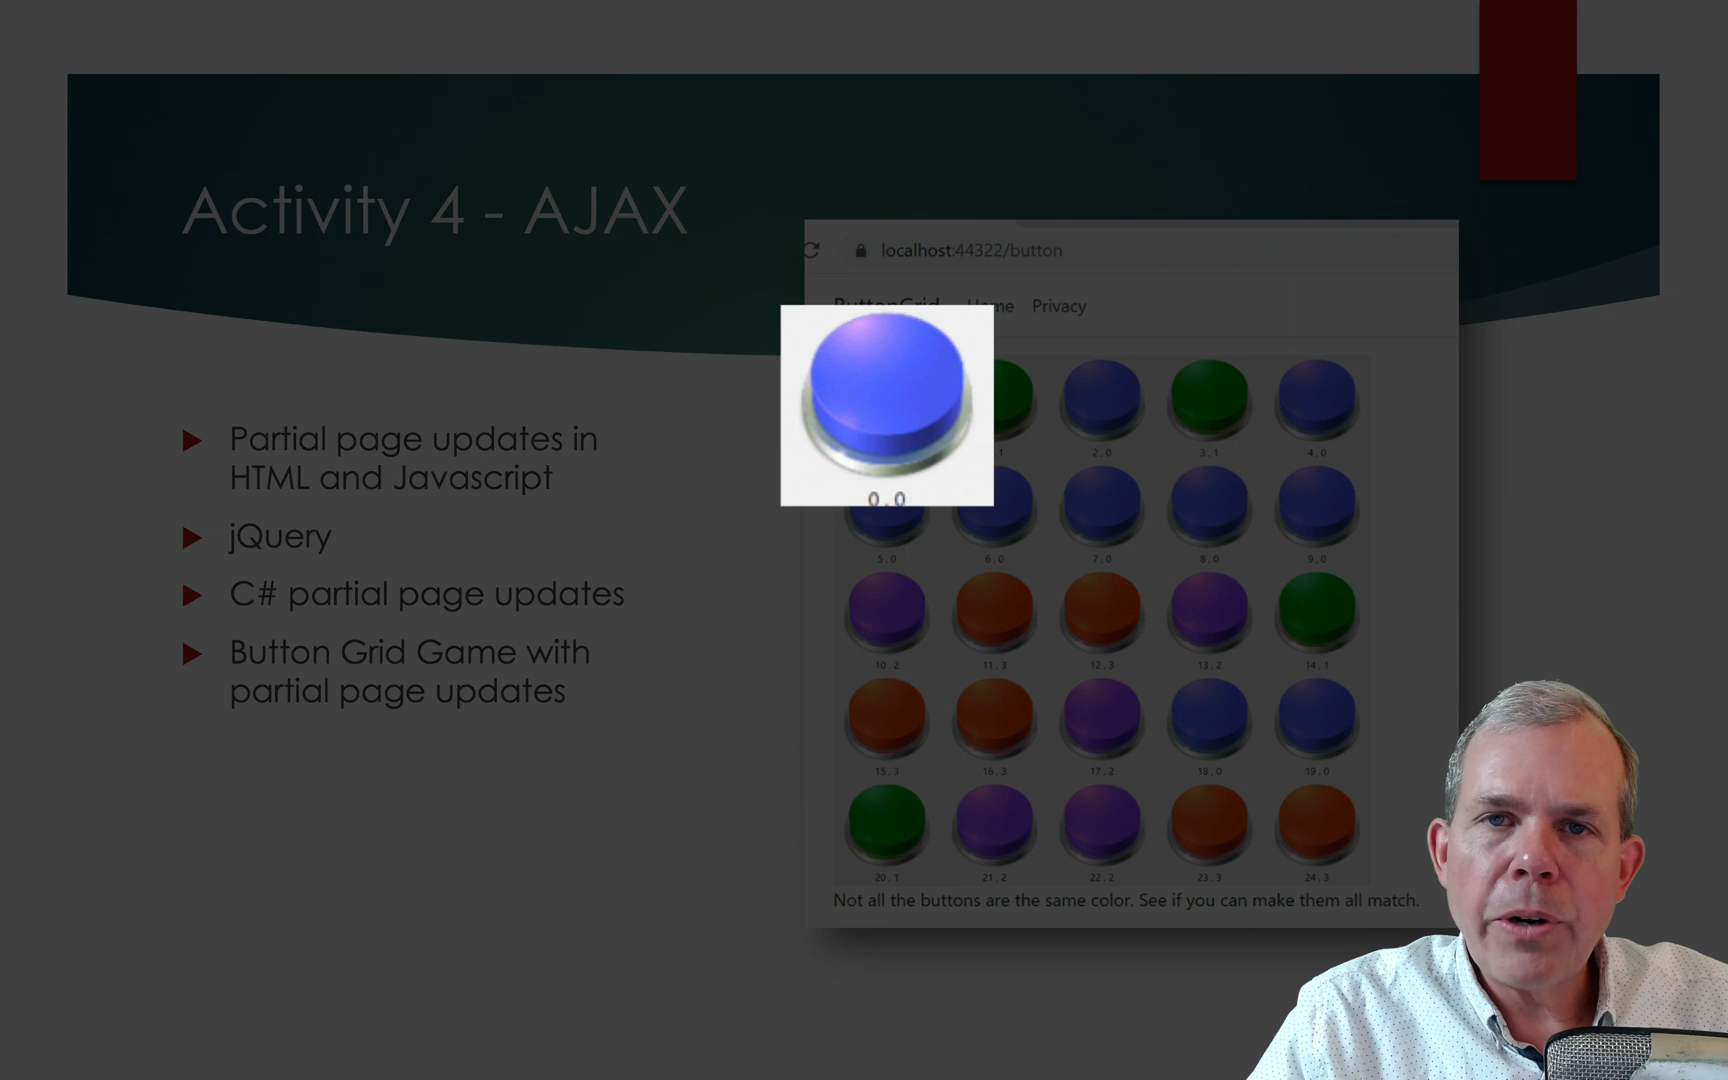 Activity 4 - AJAX
Partial page updates in
HTML and Javascript
jQuery
C# partial page updates
Button Grid Game with
partial page updates
localhost:44322/button
ButtonGrid Home Privacy
0 , 0
1
2 , 0
3 , 1
4 , 0
5 , 0
6 , 0
7 , 0
8 , 0
9 , 0
10 , 2
11 , 3
12 , 3
13 , 2
14 , 1
15 , 3
16 , 3
17 , 2
18 , 0
19 , 0
20 , 1
21 , 2
22 , 2
23 , 3
24 , 3
Not all the buttons are the same color. See if you can make them all match.